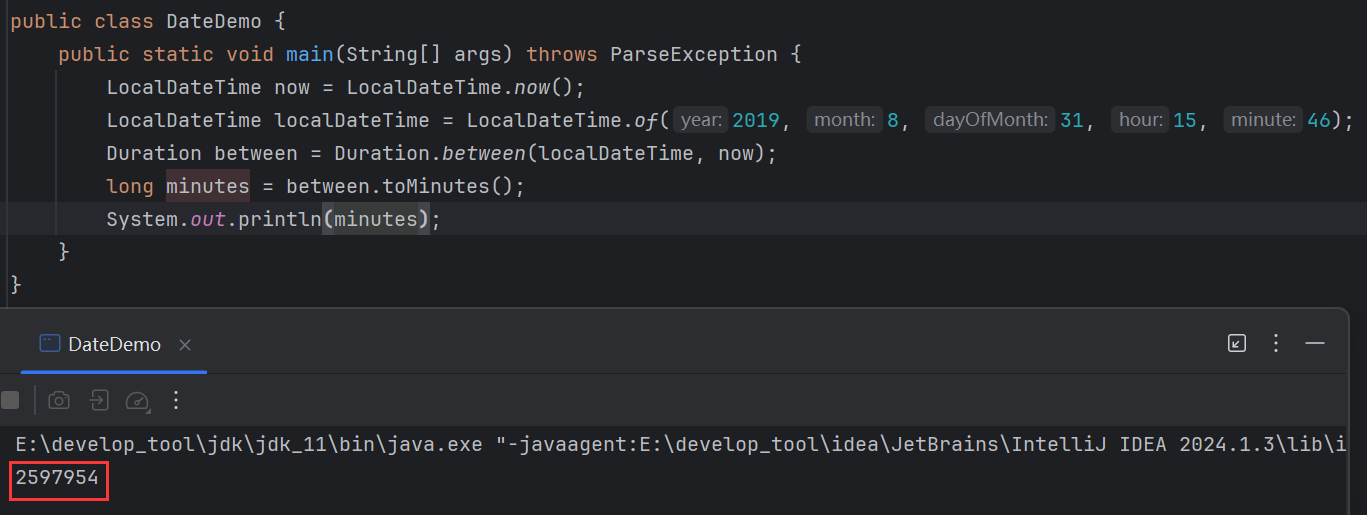 public class DateDemo {
public static void main(String[] args) throws ParseException {
LocalDateTime now = LocalDateTime.now();
LocalDateTime localDateTime = LocalDateTime.of( year: 2019, month: 8, dayOfMonth: 31, hour: 15, minute: 46);
Duration between = Duration.between(localDateTime, now);
long minutes = between.toMinutes();
System.out.println(minutes);
}
}
DateDemo
E:\develop_tool\jdk\jdk_11\bin\java.exe "-javaagent:E:\develop_tool\idea\JetBrains\IntelliJ IDEA 2024.1.3\lib\i
2597954